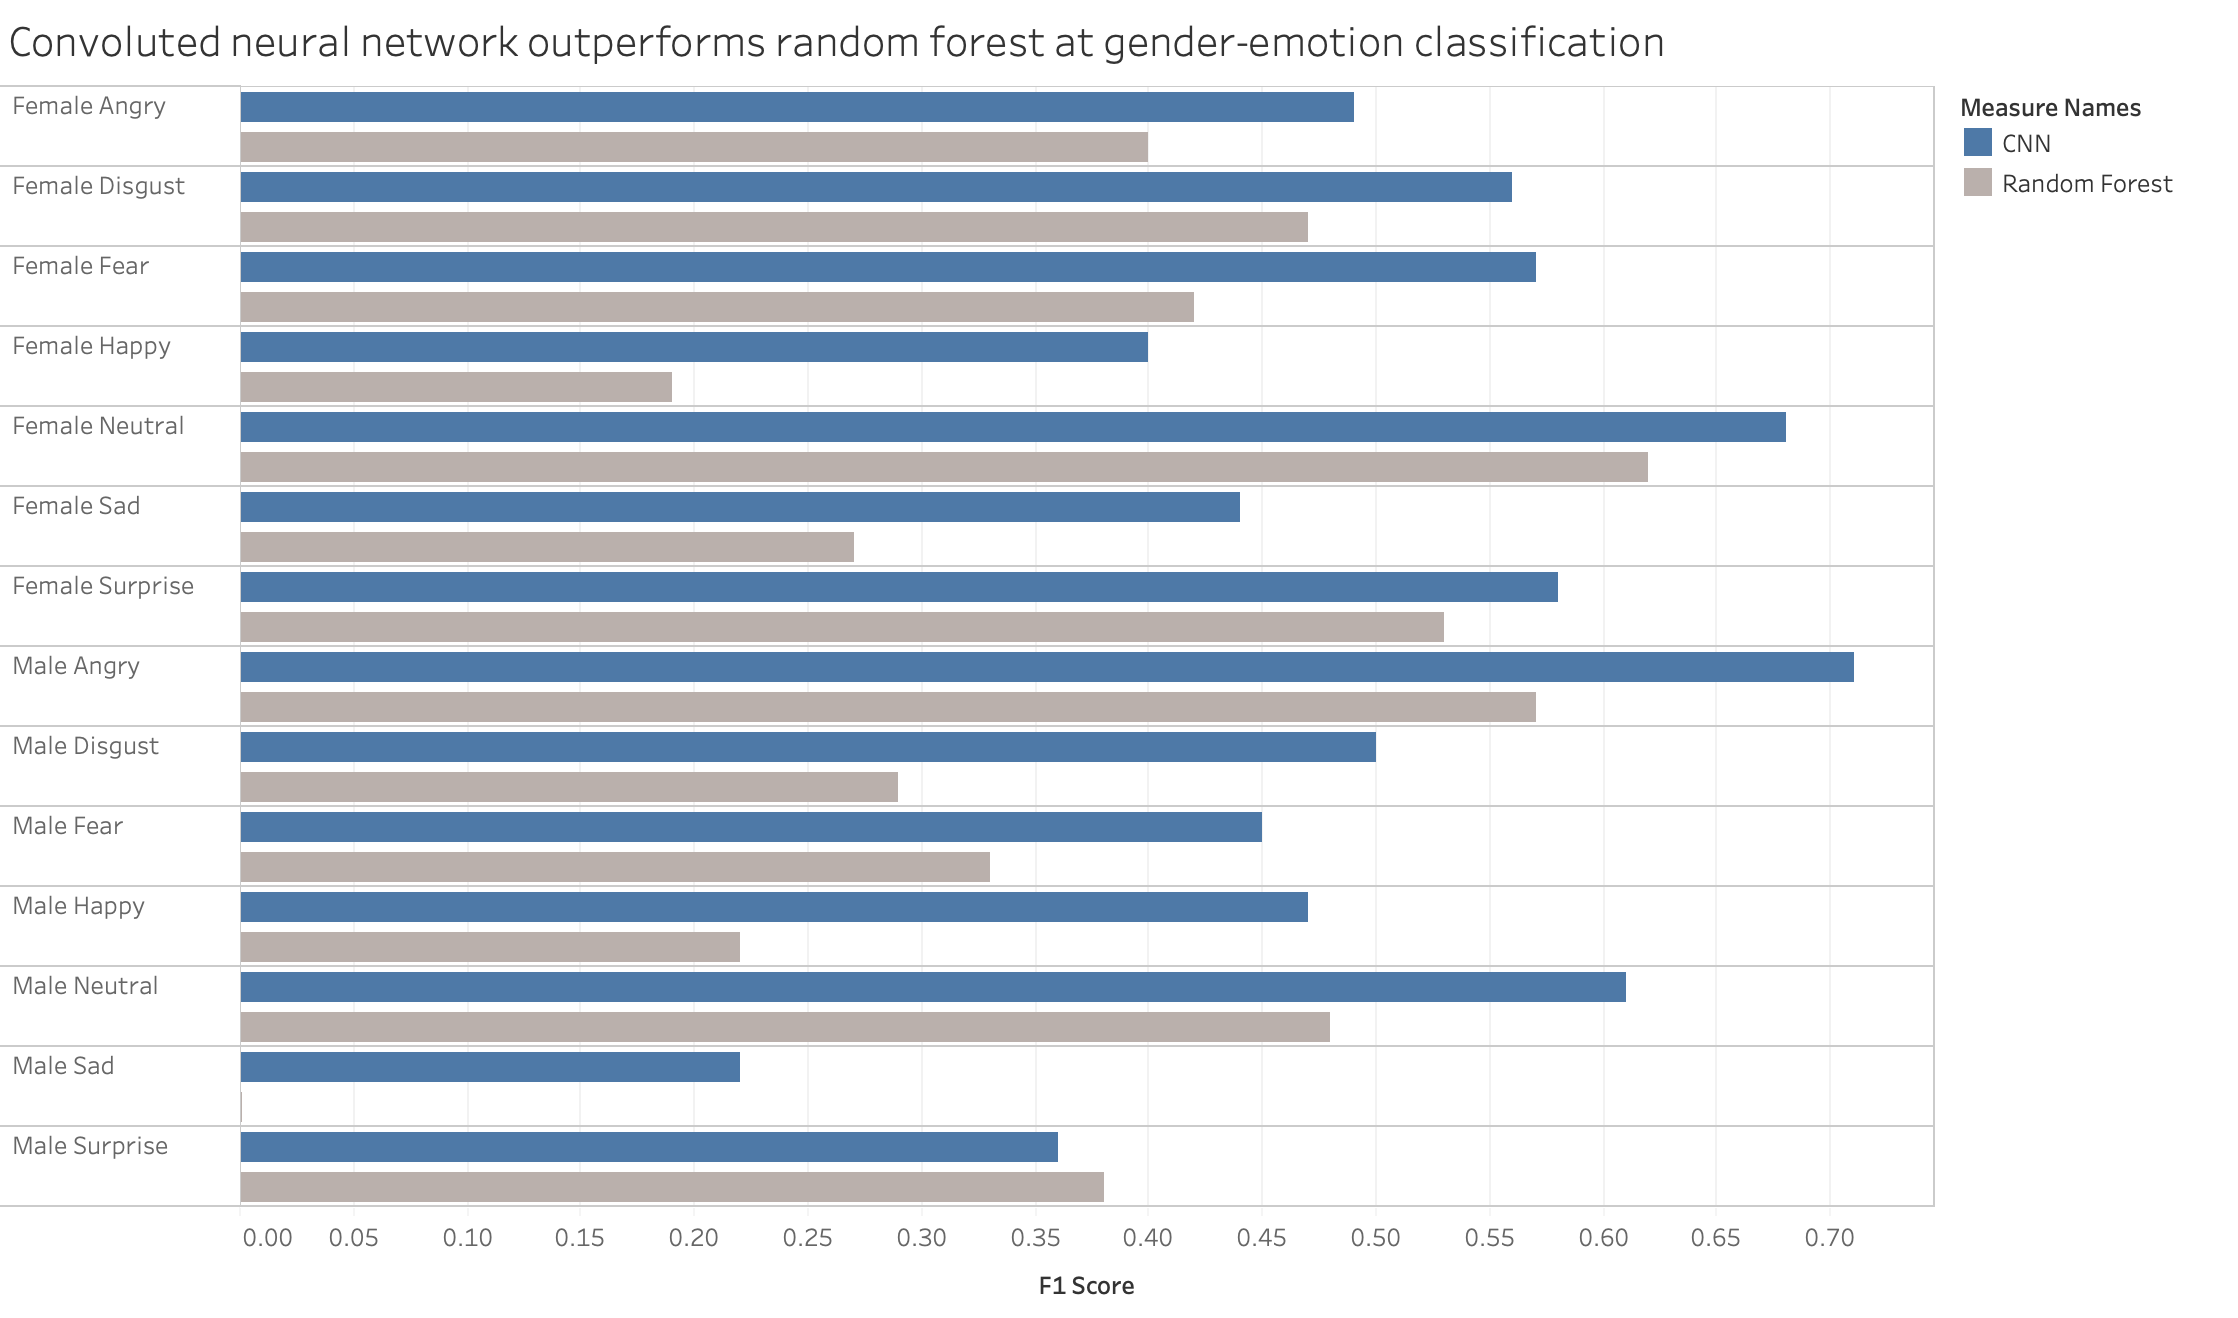 Convoluted neural network outperforms random forest at gender-emotion classification
Female Angry
Female Disgust
Female Fear
Female Happy
Female Neutral
Female Sad
Female Surprise
Male Angry
Male Disgust
Male Fear
Male Happy
Male Neutral
Male Sad
Male Surprise
0.00 0.05 0.10 0.15 0.20 0.25 0.30 0.35 0.40 0.45 0.50 0.55 0.60 0.65 0.70
F1 Score
Measure Names
CNN
Random Forest